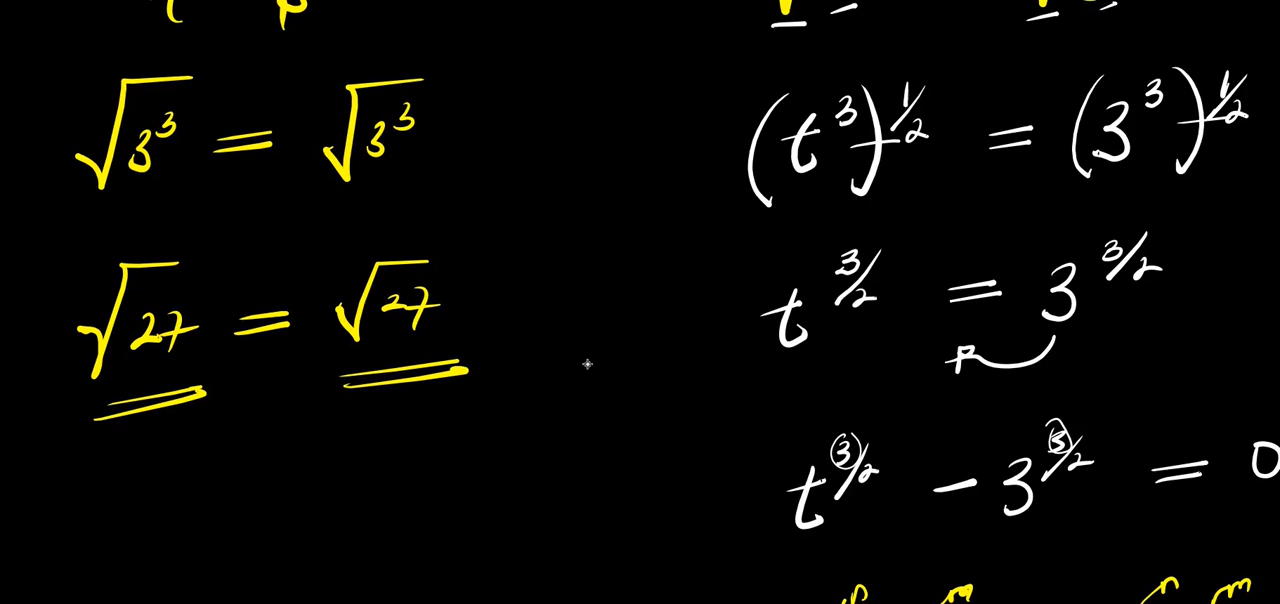 √3³ = √3³
√27 = √27
(t³)^1/2 = (3³)^1/2
t^3/2 = 3^3/2
t^3/2 - 3^3/2 = 0